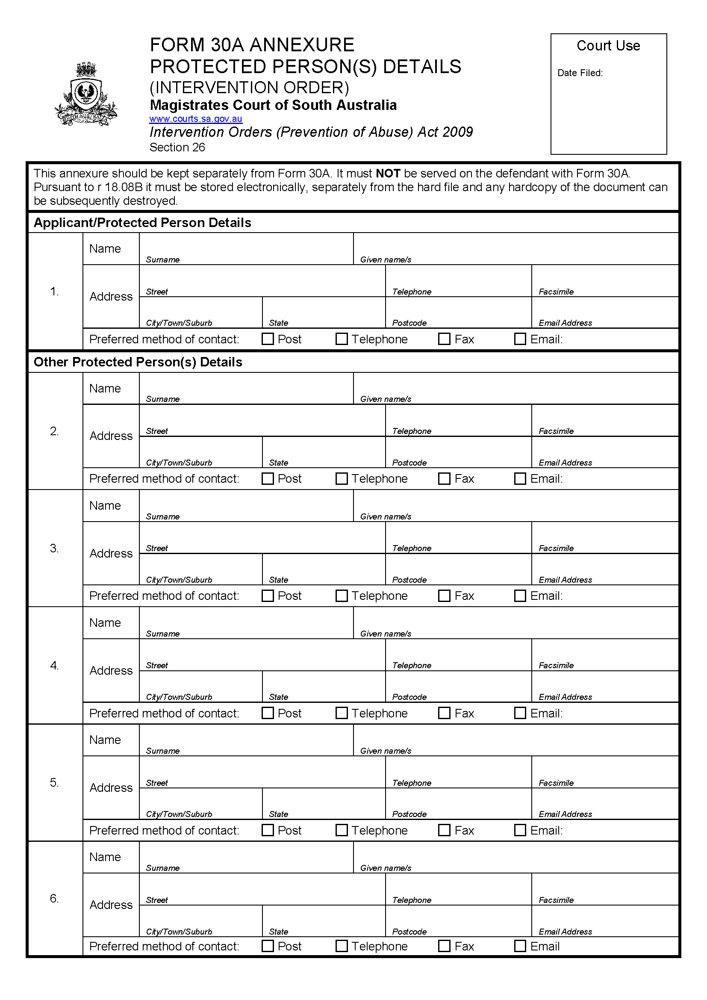 FORM 30A ANNEXURE
PROTECTED PERSON(S) DETAILS
(INTERVENTION ORDER)
Magistrates Court of South Australia
www.courts.sa.gov.au
Intervention Orders (Prevention of Abuse) Act 2009
Section 26
Court Use
Date Filed:
SOUTH AUSTRALIA
This annexure should be kept separately from Form 30A. It must NOT be served on the defendant with Form 30A.
Pursuant to r 18.08B it must be stored electronically, separately from the hard file and any hardcopy of the document can
be subsequently destroyed.
Applicant/Protected Person Details
1.
Name
Surname Given name/s
Address
Street Telephone Facsimile
City/Town/Suburb State Postcode Email Address
Preferred method of contact: Post Telephone Fax Email:
Other Protected Person(s) Details
2.
Name
Surname Given name/s
Address
Street Telephone Facsimile
City/Town/Suburb State Postcode Email Address
Preferred method of contact: Post Telephone Fax Email:
3.
Name
Surname Given name/s
Address
Street Telephone Facsimile
City/Town/Suburb State Postcode Email Address
Preferred method of contact: Post Telephone Fax Email:
4.
Name
Surname Given name/s
Address
Street Telephone Facsimile
City/Town/Suburb State Postcode Email Address
Preferred method of contact: Post Telephone Fax Email:
5.
Name
Surname Given name/s
Address
Street Telephone Facsimile
City/Town/Suburb State Postcode Email Address
Preferred method of contact: Post Telephone Fax Email:
6.
Name
Surname Given name/s
Address
Street Telephone Facsimile
City/Town/Suburb State Postcode Email Address
Preferred method of contact: Post Telephone Fax Email